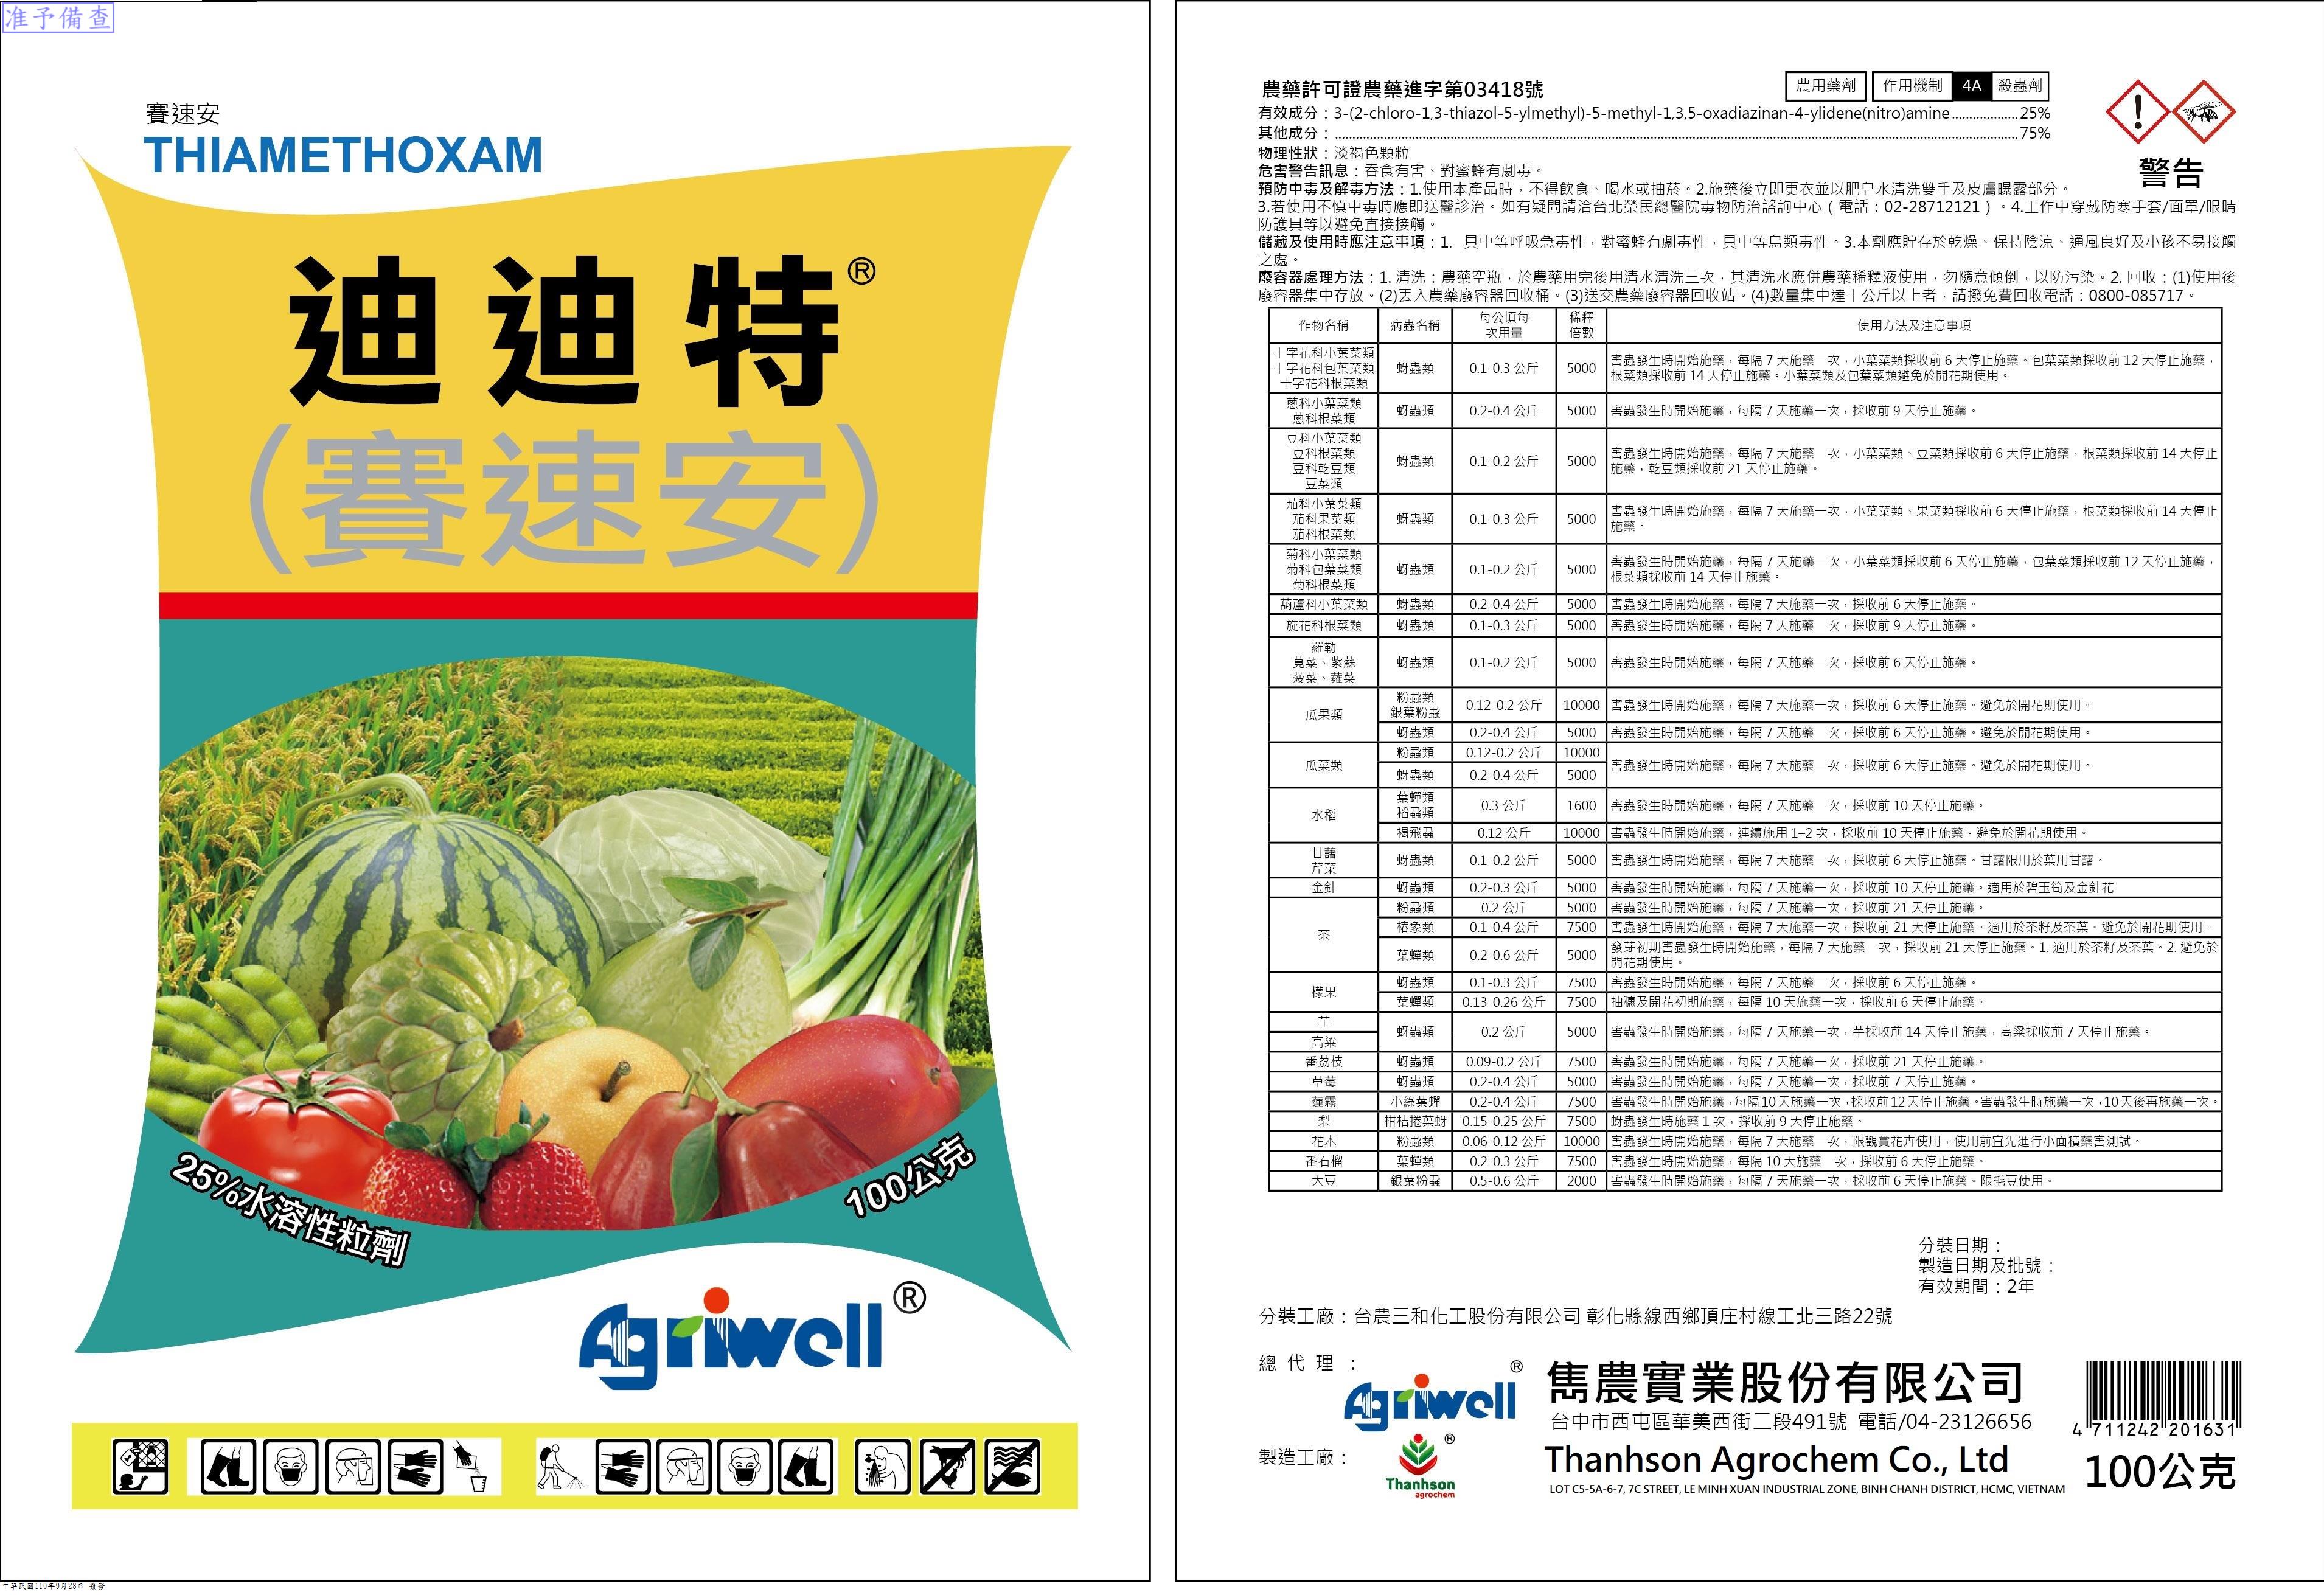 准予備查
賽速安
THIAMETHOXAM
迪迪特®
(賽速安)
25%水溶性粒劑
100公克
Agriwell®
中華民國110年9月23日 簽發
農藥許可證農藥進字第03418號
農用藥劑 作用機制 4A 殺蟲劑
有效成分：3-(2-chloro-1,3-thiazol-5-ylmethyl)-5-methyl-1,3,5-oxadiazinan-4-ylidene(nitro)amine...................25%
其他成分：...................75%
物理性狀：淡褐色顆粒
危害警告訊息：吞食有害、對蜜蜂有劇毒。
警告
預防中毒及解毒方法：1.使用本產品時，不得飲食、喝水或抽菸。2.施藥後立即更衣並以肥皂水清洗雙手及皮膚曝露部分。
3.若使用不慎中毒時應即送醫診治。如有疑問請洽台北榮民總醫院毒物防治諮詢中心（電話：02-28712121）。4.工作中穿戴防寒手套/面罩/眼睛
防護具等以避免直接接觸。
儲藏及使用時應注意事項：1. 具中等呼吸急毒性，對蜜蜂有劇毒性，具中等鳥類毒性。3.本劑應貯存於乾燥、保持陰涼、通風良好及小孩不易接觸
之處。
廢容器處理方法：1. 清洗：農藥空瓶，於農藥用完後用清水清洗三次，其清洗水應併農藥稀釋液使用，勿隨意傾倒，以防污染。2. 回收：(1)使用後
廢容器集中存放。(2)丟入農藥廢容器回收桶。(3)送交農藥廢容器回收站。(4)數量集中達十公斤以上者，請撥免費回收電話：0800-085717。
作物名稱 病蟲名稱 每公頃每次用量 稀釋倍數 使用方法及注意事項
十字花科小葉菜類
十字花科包葉菜類
十字花科根菜類
蚜蟲類 0.1-0.3 公斤 5000 害蟲發生時開始施藥，每隔 7 天施藥一次，小葉菜類採收前 6 天停止施藥。包葉菜類採收前 12 天停止施藥，
根菜類採收前 14 天停止施藥。小葉菜類及包葉菜類避免於開花期使用。
蔥科小葉菜類
蔥科根菜類
蚜蟲類 0.2-0.4 公斤 5000 害蟲發生時開始施藥，每隔 7 天施藥一次，採收前 9 天停止施藥。
豆科小葉菜類
豆科根菜類
豆科乾豆類
豆菜類
蚜蟲類 0.1-0.2 公斤 5000 害蟲發生時開始施藥，每隔 7 天施藥一次，小葉菜類、豆菜類採收前 6 天停止施藥，根菜類採收前 14 天停止
施藥，乾豆類採收前 21 天停止施藥。
茄科小葉菜類
茄科果菜類
茄科根菜類
蚜蟲類 0.1-0.3 公斤 5000 害蟲發生時開始施藥，每隔 7 天施藥一次，小葉菜類、果菜類採收前 6 天停止施藥，根菜類採收前 14 天停止
施藥。
菊科小葉菜類
菊科包葉菜類
菊科根菜類
蚜蟲類 0.1-0.2 公斤 5000 害蟲發生時開始施藥，每隔 7 天施藥一次，小葉菜類採收前 6 天停止施藥，包葉菜類採收前 12 天停止施藥，
根菜類採收前 14 天停止施藥。
葫蘆科小葉菜類 蚜蟲類 0.2-0.4 公斤 5000 害蟲發生時開始施藥，每隔 7 天施藥一次，採收前 6 天停止施藥。
旋花科根菜類 蚜蟲類 0.1-0.3 公斤 5000 害蟲發生時開始施藥，每隔 7 天施藥一次，採收前 9 天停止施藥。
羅勒
莧菜、紫蘇
菠菜、蕹菜
蚜蟲類 0.1-0.2 公斤 5000 害蟲發生時開始施藥，每隔 7 天施藥一次，採收前 6 天停止施藥。
瓜果類
粉蝨類
銀葉粉蝨
0.12-0.2 公斤 10000 害蟲發生時開始施藥，每隔 7 天施藥一次，採收前 6 天停止施藥。避免於開花期使用。
蚜蟲類 0.2-0.4 公斤 5000 害蟲發生時開始施藥，每隔 7 天施藥一次，採收前 6 天停止施藥。避免於開花期使用。
瓜菜類
粉蝨類 0.12-0.2 公斤 10000
蚜蟲類 0.2-0.4 公斤 5000
害蟲發生時開始施藥，每隔 7 天施藥一次，採收前 6 天停止施藥。避免於開花期使用。
水稻
葉蟬類
稻蝨類
0.3 公斤 1600 害蟲發生時開始施藥，每隔 7 天施藥一次，採收前 10 天停止施藥。
褐飛蝨 0.12 公斤 10000 害蟲發生時開始施藥，連續施用 1–2 次，採收前 10 天停止施藥。避免於開花期使用。
甘藷
芹菜
蚜蟲類 0.1-0.2 公斤 5000 害蟲發生時開始施藥，每隔 7 天施藥一次，採收前 6 天停止施藥。甘藷限用於葉用甘藷。
金針 蚜蟲類 0.2-0.3 公斤 5000 害蟲發生時開始施藥，每隔 7 天施藥一次，採收前 10 天停止施藥。適用於碧玉筍及金針花
茶
粉蝨類 0.2 公斤 5000 害蟲發生時開始施藥，每隔 7 天施藥一次，採收前 21 天停止施藥。
椿象類 0.1-0.4 公斤 7500 害蟲發生時開始施藥，每隔 7 天施藥一次，採收前 21 天停止施藥。適用於茶籽及茶葉。避免於開花期使用。
葉蟬類 0.2-0.6 公斤 5000 發芽初期害蟲發生時開始施藥，每隔 7 天施藥一次，採收前 21 天停止施藥。1. 適用於茶籽及茶葉。2. 避免於
開花期使用。
檬果
蚜蟲類 0.1-0.3 公斤 7500 害蟲發生時開始施藥，每隔 7 天施藥一次，採收前 6 天停止施藥。
葉蟬類 0.13-0.26 公斤 7500 抽穗及開花初期施藥，每隔 10 天施藥一次，採收前 6 天停止施藥。
芋
高粱
蚜蟲類 0.2 公斤 5000 害蟲發生時開始施藥，每隔 7 天施藥一次，芋採收前 14 天停止施藥，高粱採收前 7 天停止施藥。
番荔枝 蚜蟲類 0.09-0.2 公斤 7500 害蟲發生時開始施藥，每隔 7 天施藥一次，採收前 21 天停止施藥。
草莓 蚜蟲類 0.2-0.4 公斤 5000 害蟲發生時開始施藥，每隔 7 天施藥一次，採收前 7 天停止施藥。
蓮霧 小綠葉蟬 0.2-0.4 公斤 7500 害蟲發生時開始施藥，每隔10天施藥一次，採收前12天停止施藥。害蟲發生時施藥一次，10天後再施藥一次。
梨 柑桔捲葉蚜 0.15-0.25 公斤 7500 蚜蟲發生時施藥 1 次，採收前 9 天停止施藥。
花木 粉蝨類 0.06-0.12 公斤 10000 害蟲發生時開始施藥，每隔 7 天施藥一次，限觀賞花卉使用，使用前宜先進行小面積藥害測試。
番石榴 葉蟬類 0.2-0.3 公斤 7500 害蟲發生時開始施藥，每隔 10 天施藥一次，採收前 6 天停止施藥。
大豆 銀葉粉蝨 0.5-0.6 公斤 2000 害蟲發生時開始施藥，每隔 7 天施藥一次，採收前 6 天停止施藥。限毛豆使用。
分裝日期：
製造日期及批號：
有效期間：2年
分裝工廠：台農三和化工股份有限公司 彰化縣線西鄉頂庄村線工北三路22號
總代理：
Agriwell®
雋農實業股份有限公司
台中市西屯區華美西街二段491號 電話/04-23126656
4 711242 201631
製造工廠：
Thanhson®
agrochem
Thanhson Agrochem Co., Ltd
LOT C5-5A-6-7, 7C STREET, LE MINH XUAN INDUSTRIAL ZONE, BINH CHANH DISTRICT, HCMC, VIETNAM
100公克